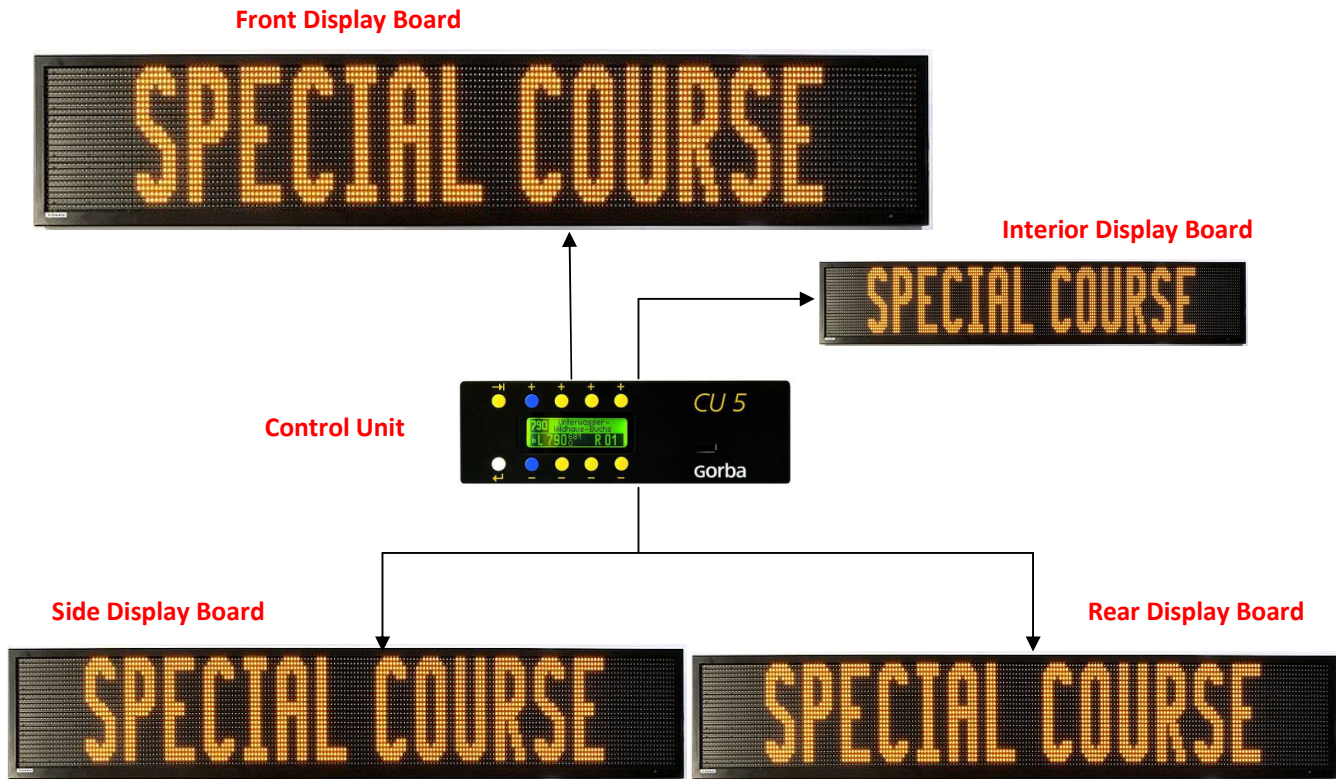 Front Display Board
SPECIAL COURSE
Interior Display Board
SPECIAL COURSE
Control Unit
+ + + +
CU 5
790 Unterwasser-
Wildhaus-Buchs
L 790 R 01
- - - -
Gorba
Side Display Board
Rear Display Board
SPECIAL COURSE
SPECIAL COURSE